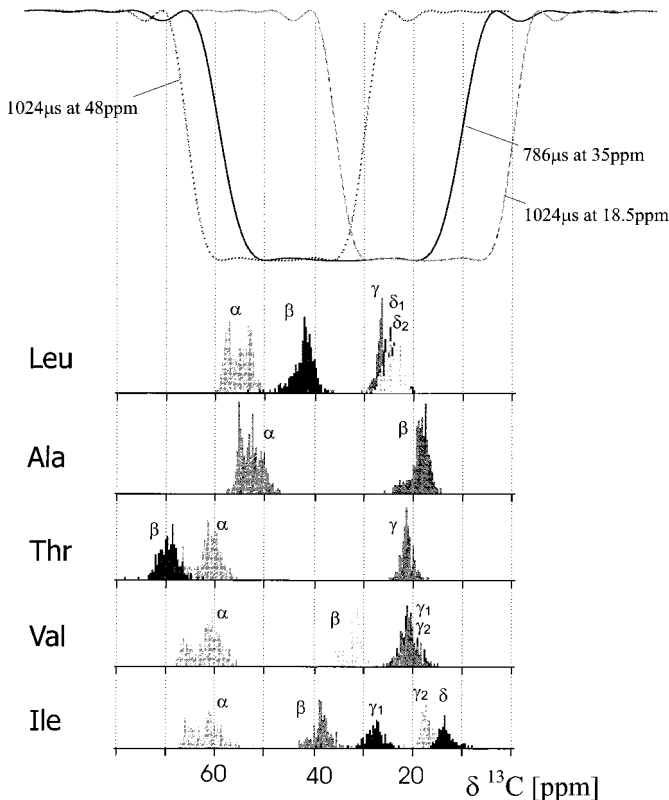 1024μs at 48ppm
786μs at 35ppm
1024μs at 18.5ppm
Leu α β γ δ1 δ2
Ala α β
Thr β α γ
Val α β γ1 γ2
Ile α β γ1 γ2 δ
60 40 20
δ 13C [ppm]